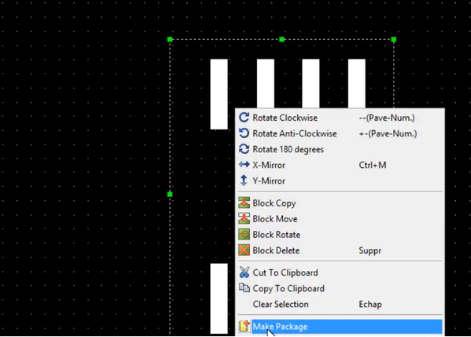 Rotate Clockwise --(Pave-Num.)
Rotate Anti-Clockwise +-(Pave-Num.)
Rotate 180 degrees
X-Mirror Ctrl+M
Y-Mirror
Block Copy
Block Move
Block Rotate
Block Delete Suppr
Cut To Clipboard
Copy To Clipboard
Clear Selection Echap
Make Package